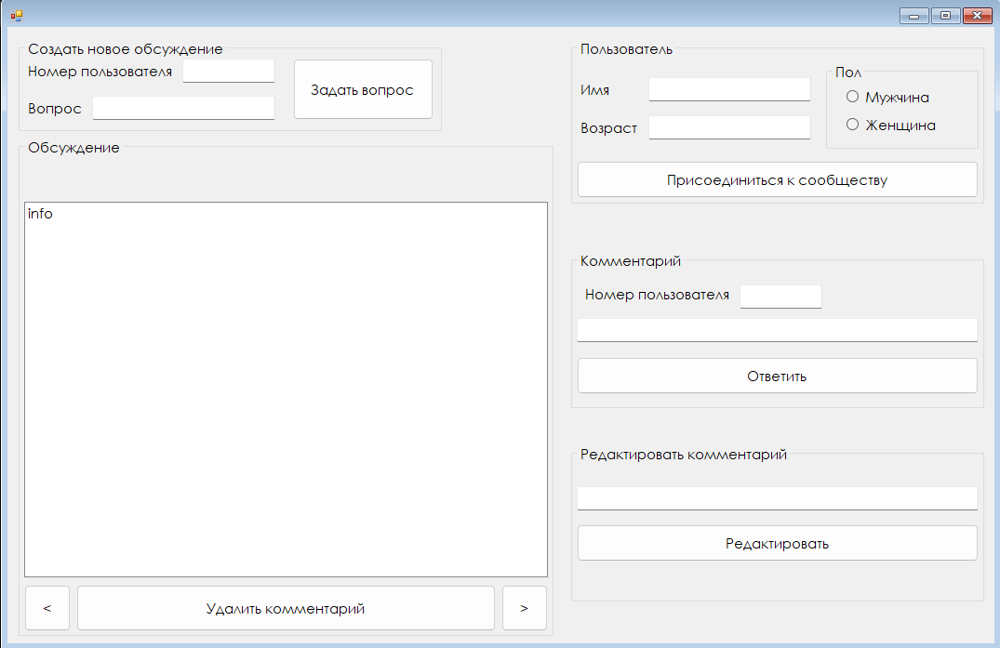 Создать новое обсуждение
Номер пользователя
Вопрос
Задать вопрос
Обсуждение
info
<
Удалить комментарий
>
Пользователь
Имя
Возраст
Пол
Мужчина
Женщина
Присоединиться к сообществу
Комментарий
Номер пользователя
Ответить
Редактировать комментарий
Редактировать